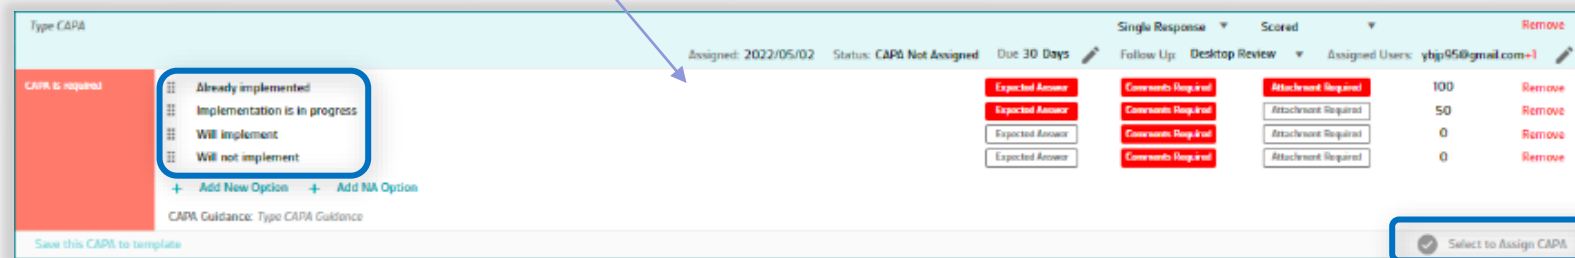 Type CAPA Single Response Scored Remove
Assigned: 2022/05/02 Status: CAPA Not Assigned Due 30 Days Follow Up: Desktop Review Assigned Users: yhjp95@gmail.com+1
CAPA is required Already implemented Expected Answer Comments Required Attachment Required 100 Remove
Implementation is in progress Expected Answer Comments Required Attachment Required 50 Remove
Will implement Expected Answer Comments Required Attachment Required 0 Remove
Will not implement Expected Answer Comments Required Attachment Required 0 Remove
+ Add New Option + Add NA Option
CAPA Guidance: Type CAPA Guidance
Save this CAPA to template Select to Assign CAPA